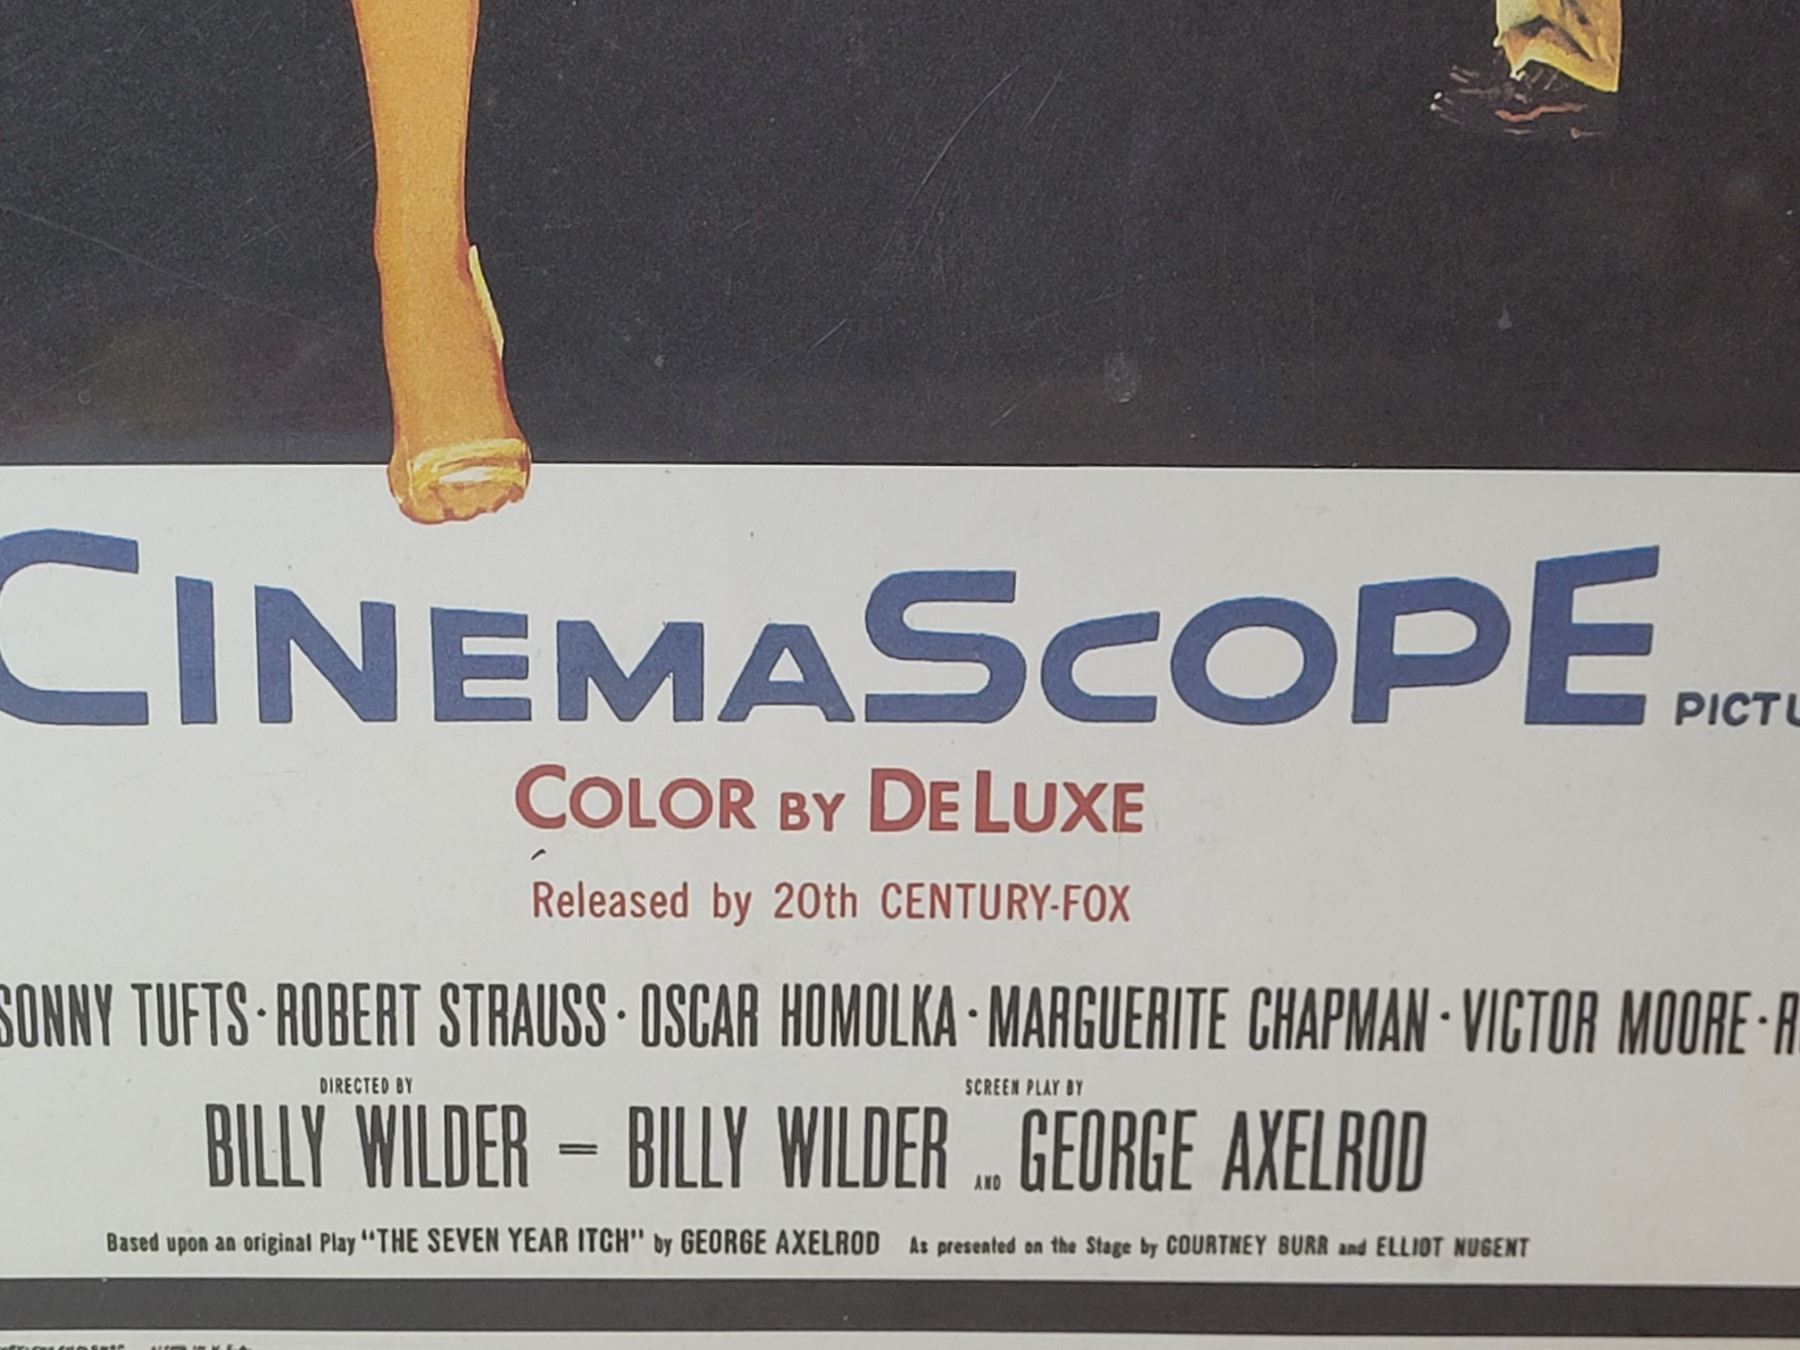 CINEMASCOPE
COLOR BY DE LUXE
Released by 20th CENTURY-FOX
SONNY TUFTS · ROBERT STRAUSS · OSCAR HOMOLKA · MARGUERITE CHAPMAN · VICTOR MOORE ·
DIRECTED BY SCREEN PLAY BY
BILLY WILDER – BILLY WILDER AND GEORGE AXELROD
Based upon an original Play "THE SEVEN YEAR ITCH" by GEORGE AXELROD As presented on the Stage by COURTNEY BURR and ELLIOT NUGENT